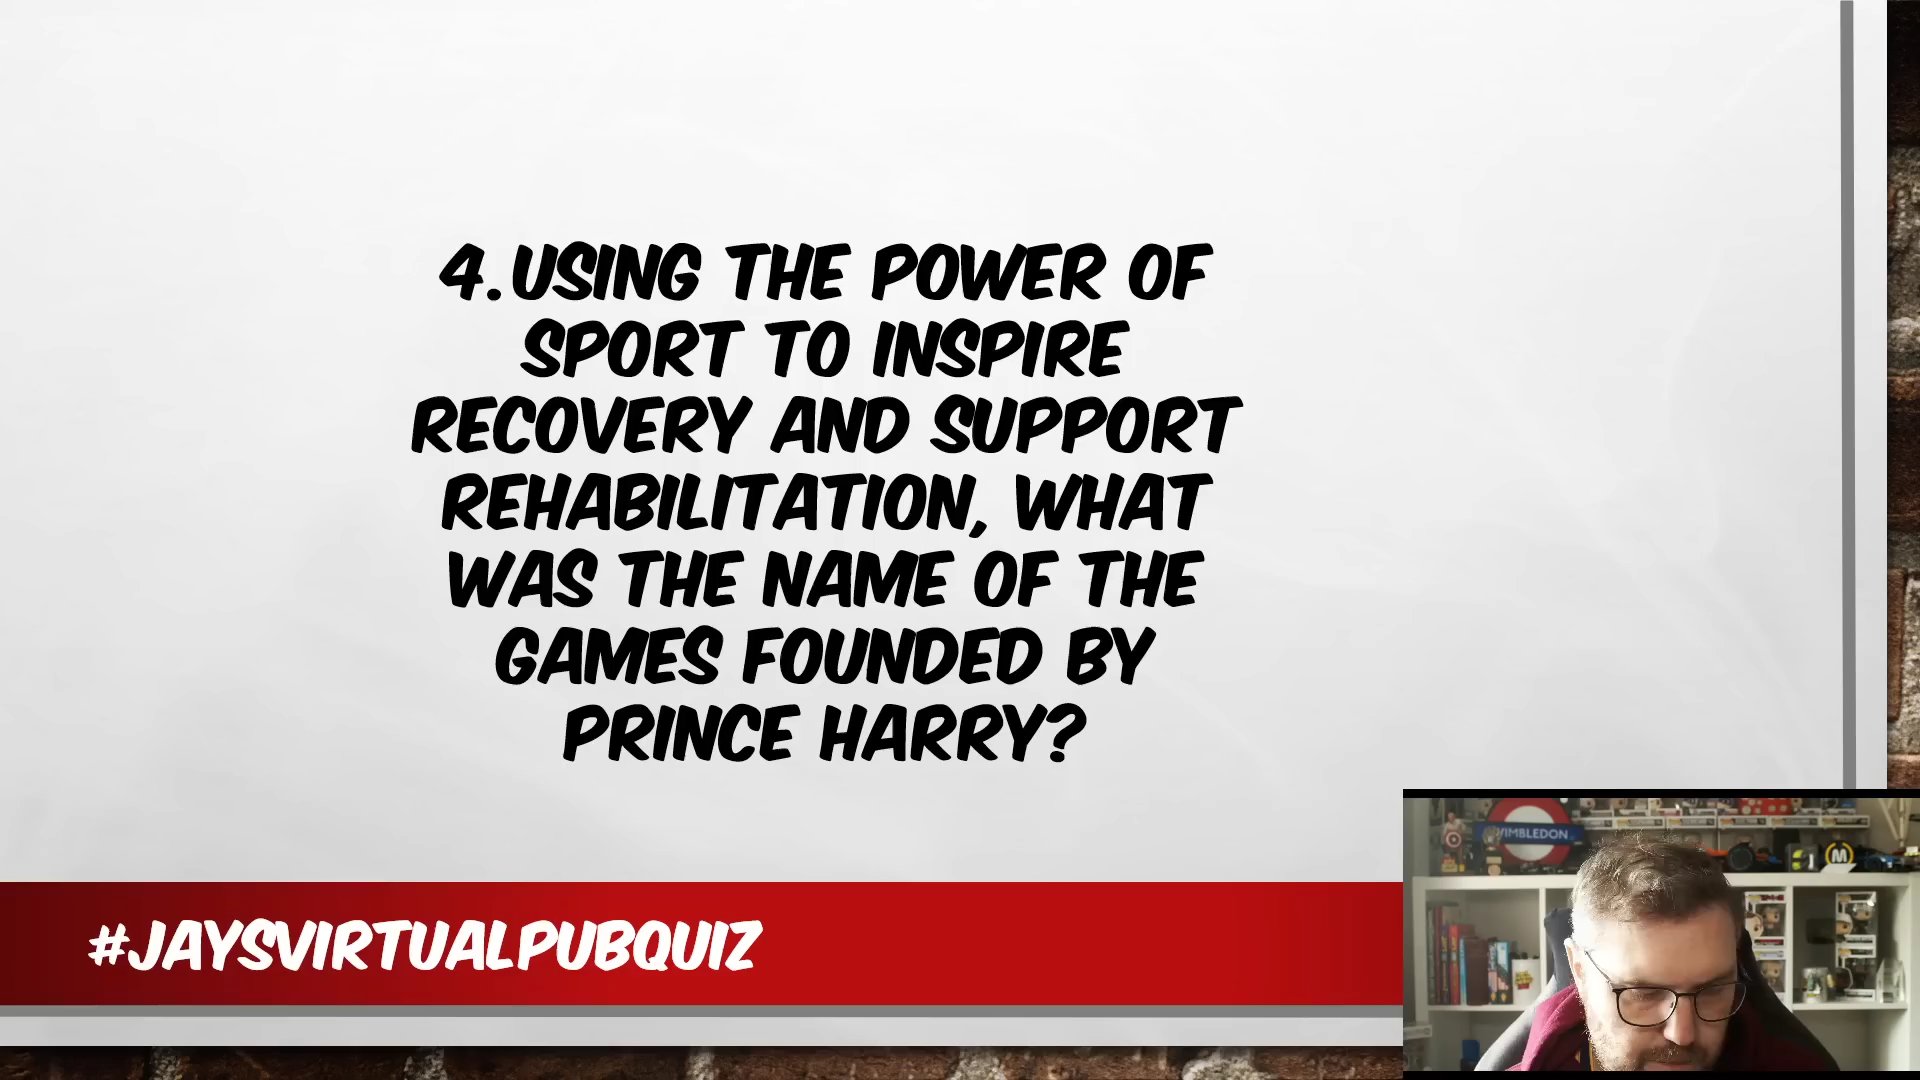 4.USING THE POWER OF
SPORT TO INSPIRE
RECOVERY AND SUPPORT
REHABILITATION, WHAT
WAS THE NAME OF THE
GAMES FOUNDED BY
PRINCE HARRY?
#JAYSVIRTUALPUBQUIZ
WIMBLEDON
M